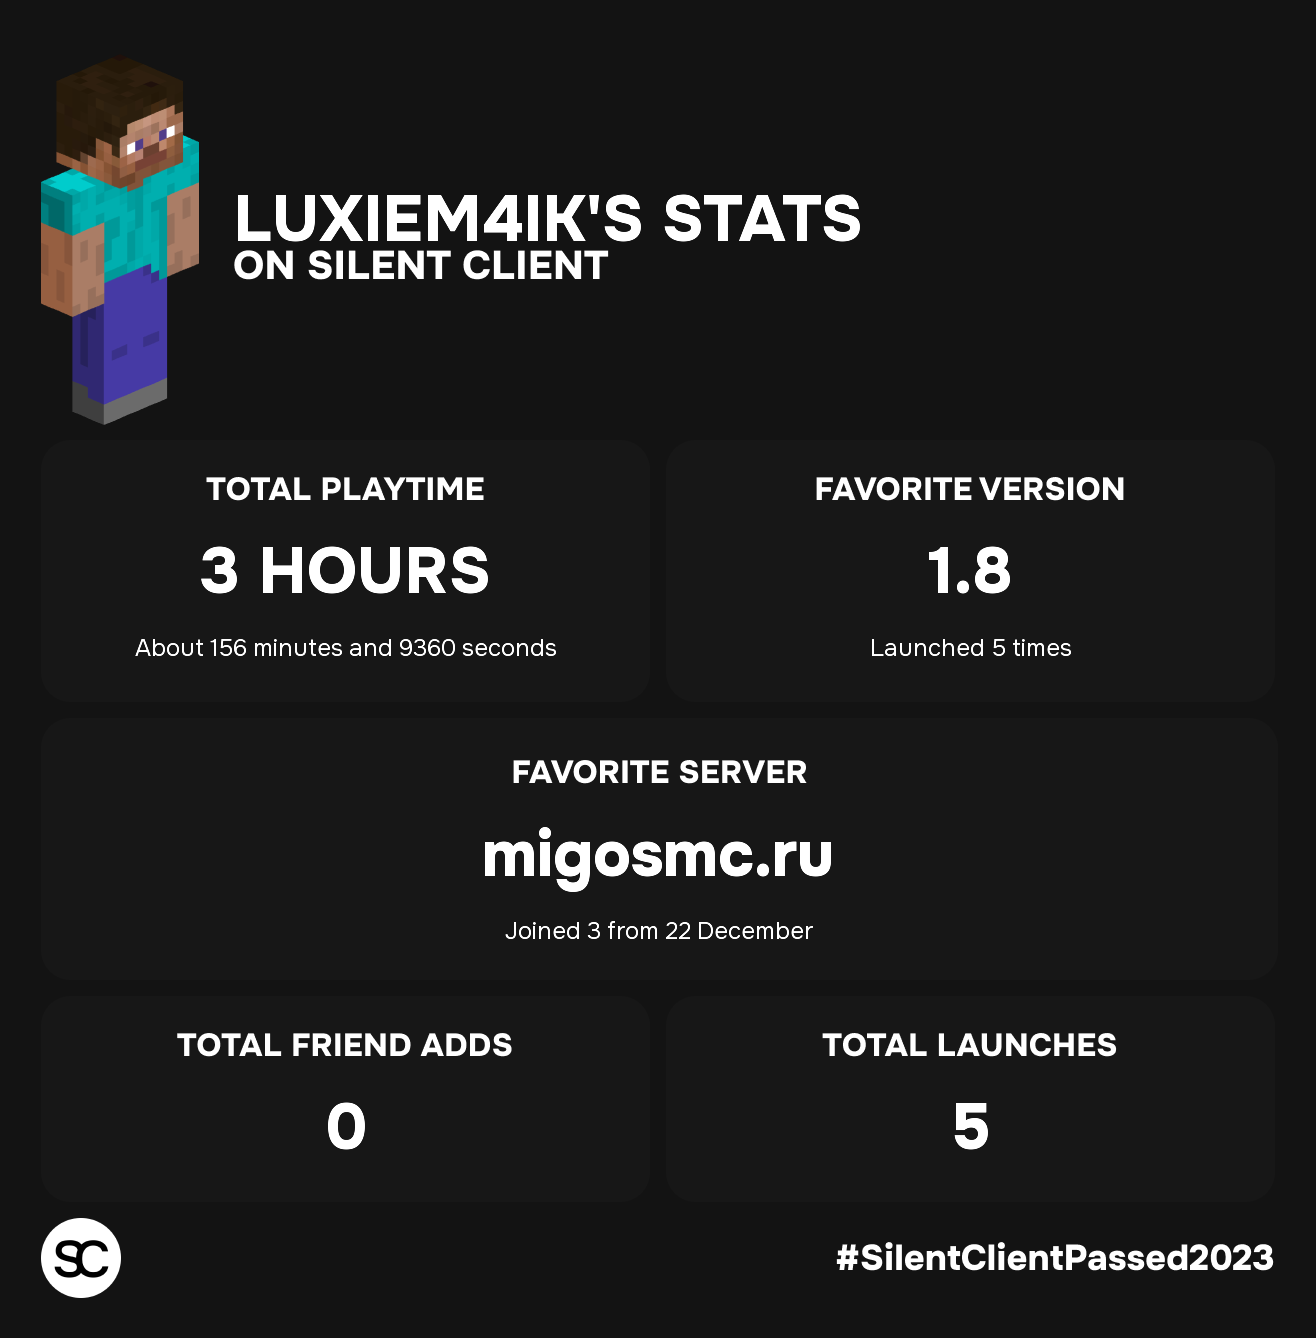 LUXIEM4IK'S STATS
ON SILENT CLIENT
TOTAL PLAYTIME
3 HOURS
About 156 minutes and 9360 seconds
FAVORITE VERSION
1.8
Launched 5 times
FAVORITE SERVER
migosmc.ru
Joined 3 from 22 December
TOTAL FRIEND ADDS
0
TOTAL LAUNCHES
5
SC
#SilentClientPassed2023